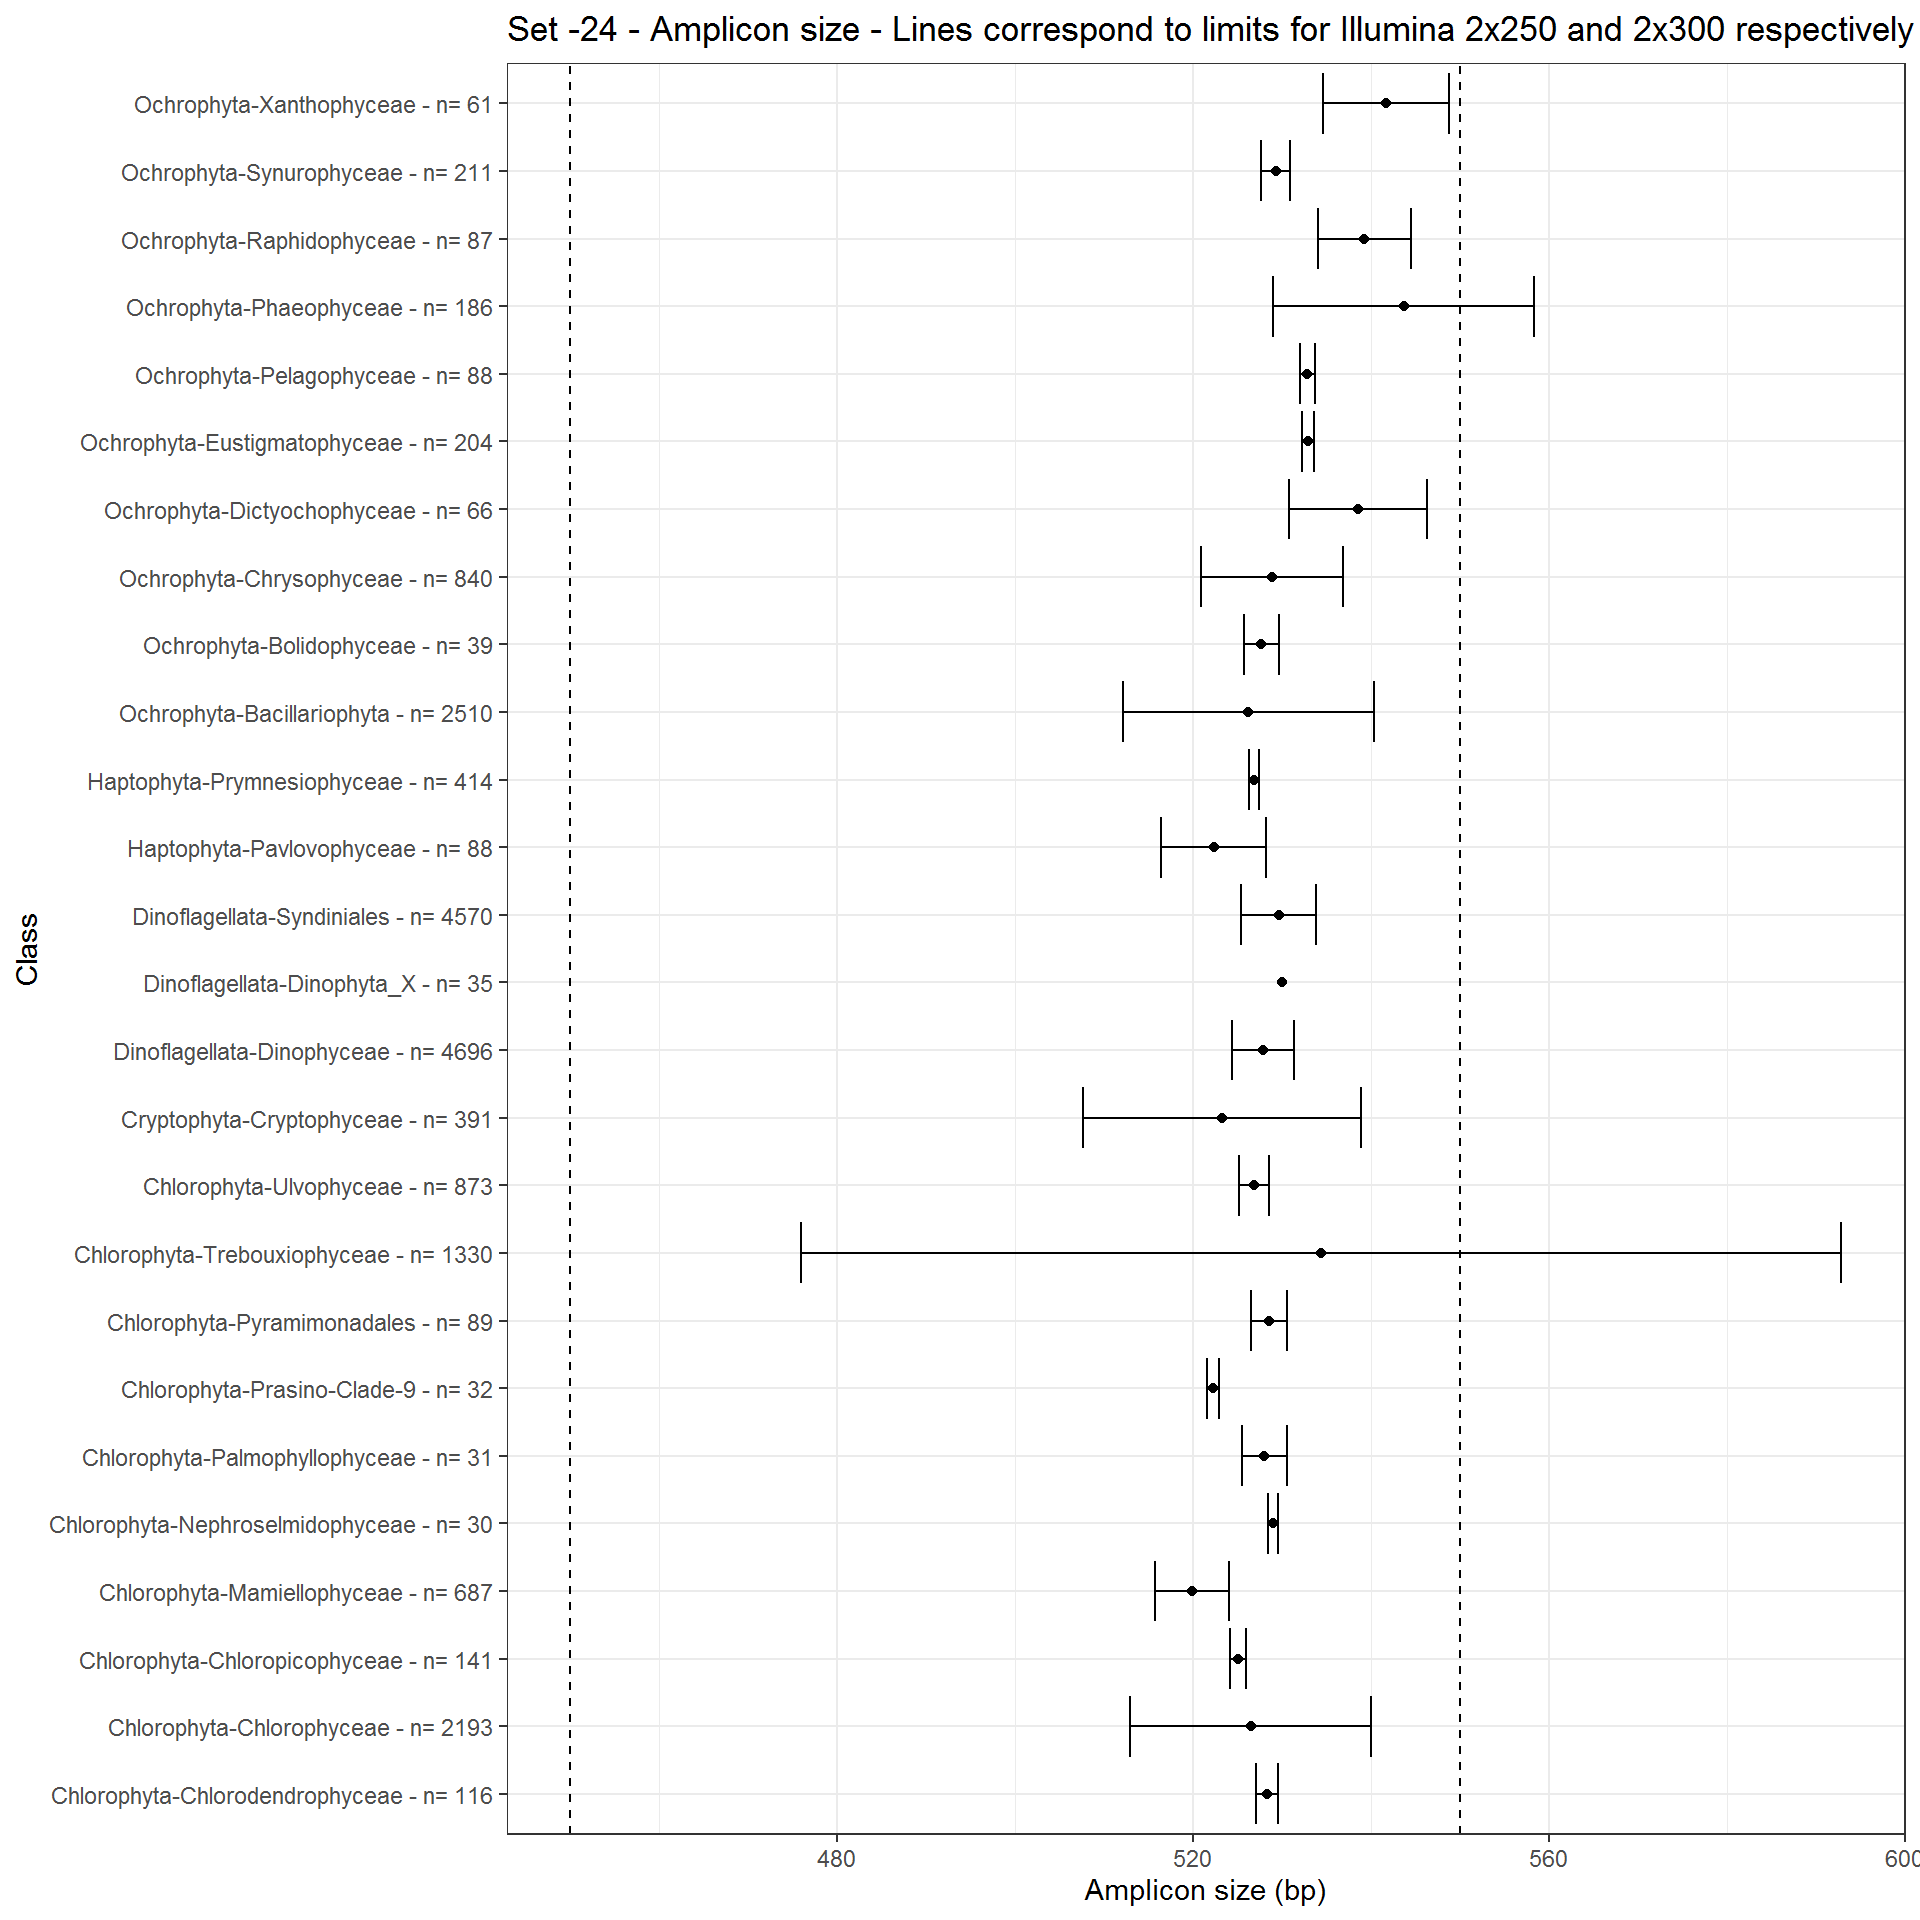 Set -24 - Amplicon size - Lines correspond to limits for Illumina 2x250 and 2x300 respectively
Ochrophyta-Xanthophyceae - n= 61
Ochrophyta-Synurophyceae - n= 211
Ochrophyta-Raphidophyceae - n= 87
Ochrophyta-Phaeophyceae - n= 186
Ochrophyta-Pelagophyceae - n= 88
Ochrophyta-Eustigmatophyceae - n= 204
Ochrophyta-Dictyochophyceae - n= 66
Ochrophyta-Chrysophyceae - n= 840
Ochrophyta-Bolidophyceae - n= 39
Ochrophyta-Bacillariophyta - n= 2510
Haptophyta-Prymnesiophyceae - n= 414
Haptophyta-Pavlovophyceae - n= 88
Dinoflagellata-Syndiniales - n= 4570
Dinoflagellata-Dinophyta_X - n= 35
Dinoflagellata-Dinophyceae - n= 4696
Cryptophyta-Cryptophyceae - n= 391
Chlorophyta-Ulvophyceae - n= 873
Chlorophyta-Trebouxiophyceae - n= 1330
Chlorophyta-Pyramimonadales - n= 89
Chlorophyta-Prasino-Clade-9 - n= 32
Chlorophyta-Palmophyllophyceae - n= 31
Chlorophyta-Nephroselmidophyceae - n= 30
Chlorophyta-Mamiellophyceae - n= 687
Chlorophyta-Chloropicophyceae - n= 141
Chlorophyta-Chlorophyceae - n= 2193
Chlorophyta-Chlorodendrophyceae - n= 116
Class
480 520 560 600
Amplicon size (bp)